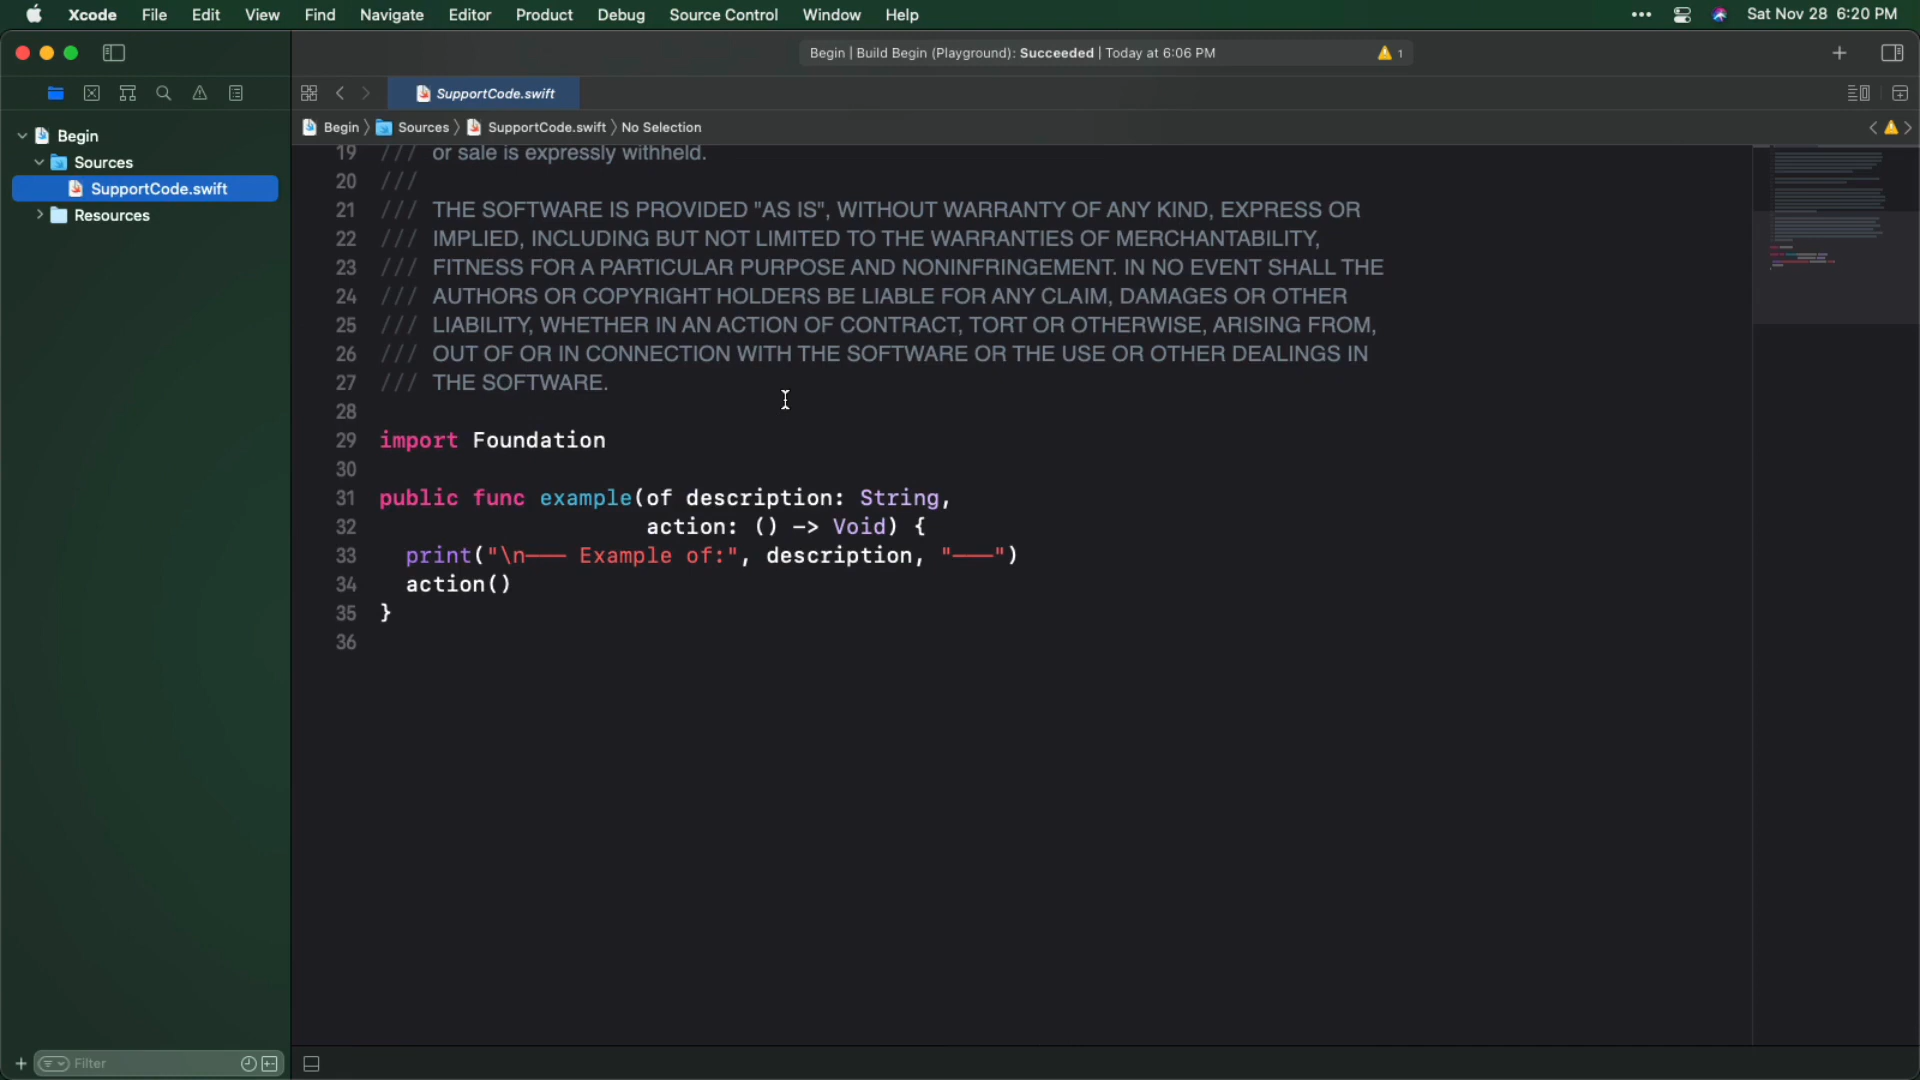 Xcode File Edit View Find Navigate Editor Product Debug Source Control Window Help Sat Nov 28 6:20 PM
Begin | Build Begin (Playground): Succeeded | Today at 6:06 PM 1
SupportCode.swift
Begin Sources SupportCode.swift No Selection
Begin
Sources
SupportCode.swift
Resources
19 /// or sale is expressly withheld.
20 ///
21 /// THE SOFTWARE IS PROVIDED "AS IS", WITHOUT WARRANTY OF ANY KIND, EXPRESS OR
22 /// IMPLIED, INCLUDING BUT NOT LIMITED TO THE WARRANTIES OF MERCHANTABILITY,
23 /// FITNESS FOR A PARTICULAR PURPOSE AND NONINFRINGEMENT. IN NO EVENT SHALL THE
24 /// AUTHORS OR COPYRIGHT HOLDERS BE LIABLE FOR ANY CLAIM, DAMAGES OR OTHER
25 /// LIABILITY, WHETHER IN AN ACTION OF CONTRACT, TORT OR OTHERWISE, ARISING FROM,
26 /// OUT OF OR IN CONNECTION WITH THE SOFTWARE OR THE USE OR OTHER DEALINGS IN
27 /// THE SOFTWARE.
28
29 import Foundation
30
31 public func example(of description: String,
32 action: () -> Void) {
33 print("\n——— Example of:", description, "———")
34 action()
35 }
36
Filter